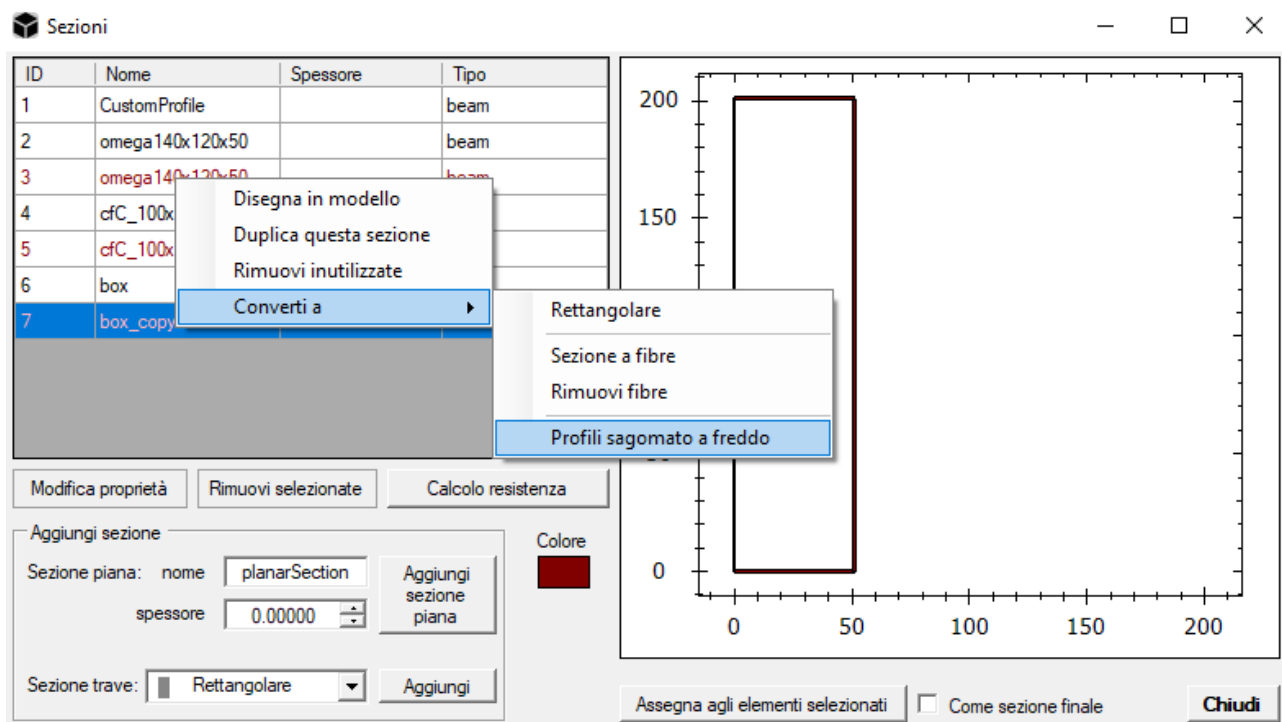 Sezioni
ID Nome Spessore Tipo
1 CustomProfile beam
2 omega140x120x50 beam
3 omega140x120x50 beam
4 cfC_100x
5 cfC_100x
6 box
7 box_copy
Disegna in modello
Duplica questa sezione
Rimuovi inutilizzate
Converti a
Rettangolare
Sezione a fibre
Rimuovi fibre
Profili sagomato a freddo
Modifica proprietà Rimuovi selezionate Calcolo resistenza
Aggiungi sezione
Sezione piana: nome planarSection
spessore 0.00000
Aggiungi
sezione
piana
Sezione trave: Rettangolare Aggiungi
Colore
200
150
0
0 50 100 150 200
Assegna agli elementi selezionati Come sezione finale Chiudi